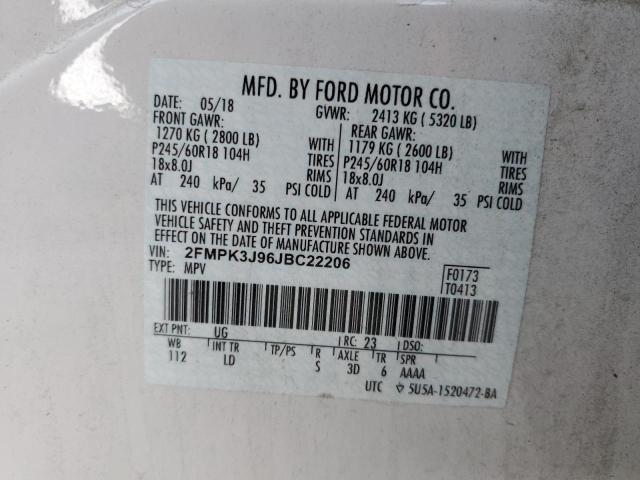 MFD. BY FORD MOTOR CO.
DATE: 05/18 GVWR: 2413 KG ( 5320 LB)
FRONT GAWR: REAR GAWR:
1270 KG ( 2800 LB) WITH 1179 KG ( 2600 LB) WITH
P245/60R18 104H TIRES P245/60R18 104H TIRES
18x8.0J RIMS 18x8.0J RIMS
AT 240 kPa/ 35 PSI COLD AT 240 kPa/ 35 PSI COLD
THIS VEHICLE CONFORMS TO ALL APPLICABLE FEDERAL MOTOR
VEHICLE SAFETY AND THEFT PREVENTION STANDARDS IN
EFFECT ON THE DATE OF MANUFACTURE SHOWN ABOVE.
VIN: 2FMPK3J96JBC22206
TYPE: MPV
F0173
T0413
EXT PNT: UG RC: 23 DSO:
WB INT TR TP/PS R AXLE TR SPR
112 LD S 3D 6 AAAA
UTC 5U5A-1520472-BA